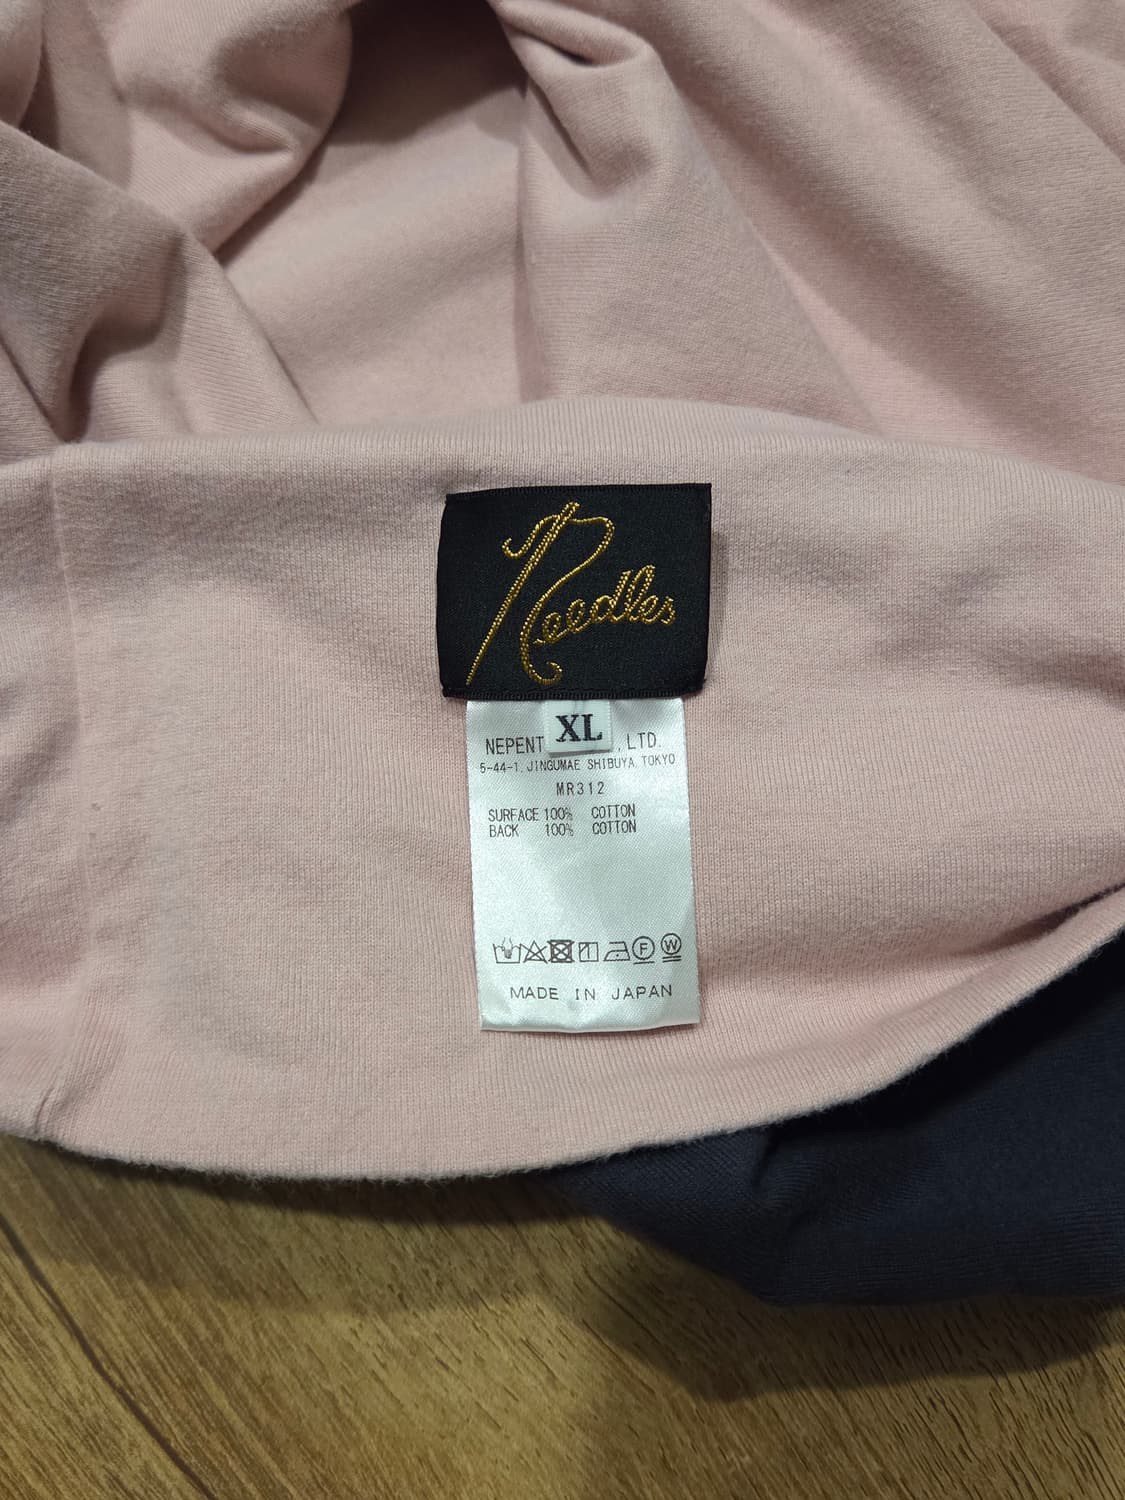 Needles
XL
NEPENT , LTD.
5-44-1, JINGUMAE SHIBUYA, TOKYO
MR312
SURFACE 100% COTTON
BACK 100% COTTON
F W
MADE IN JAPAN